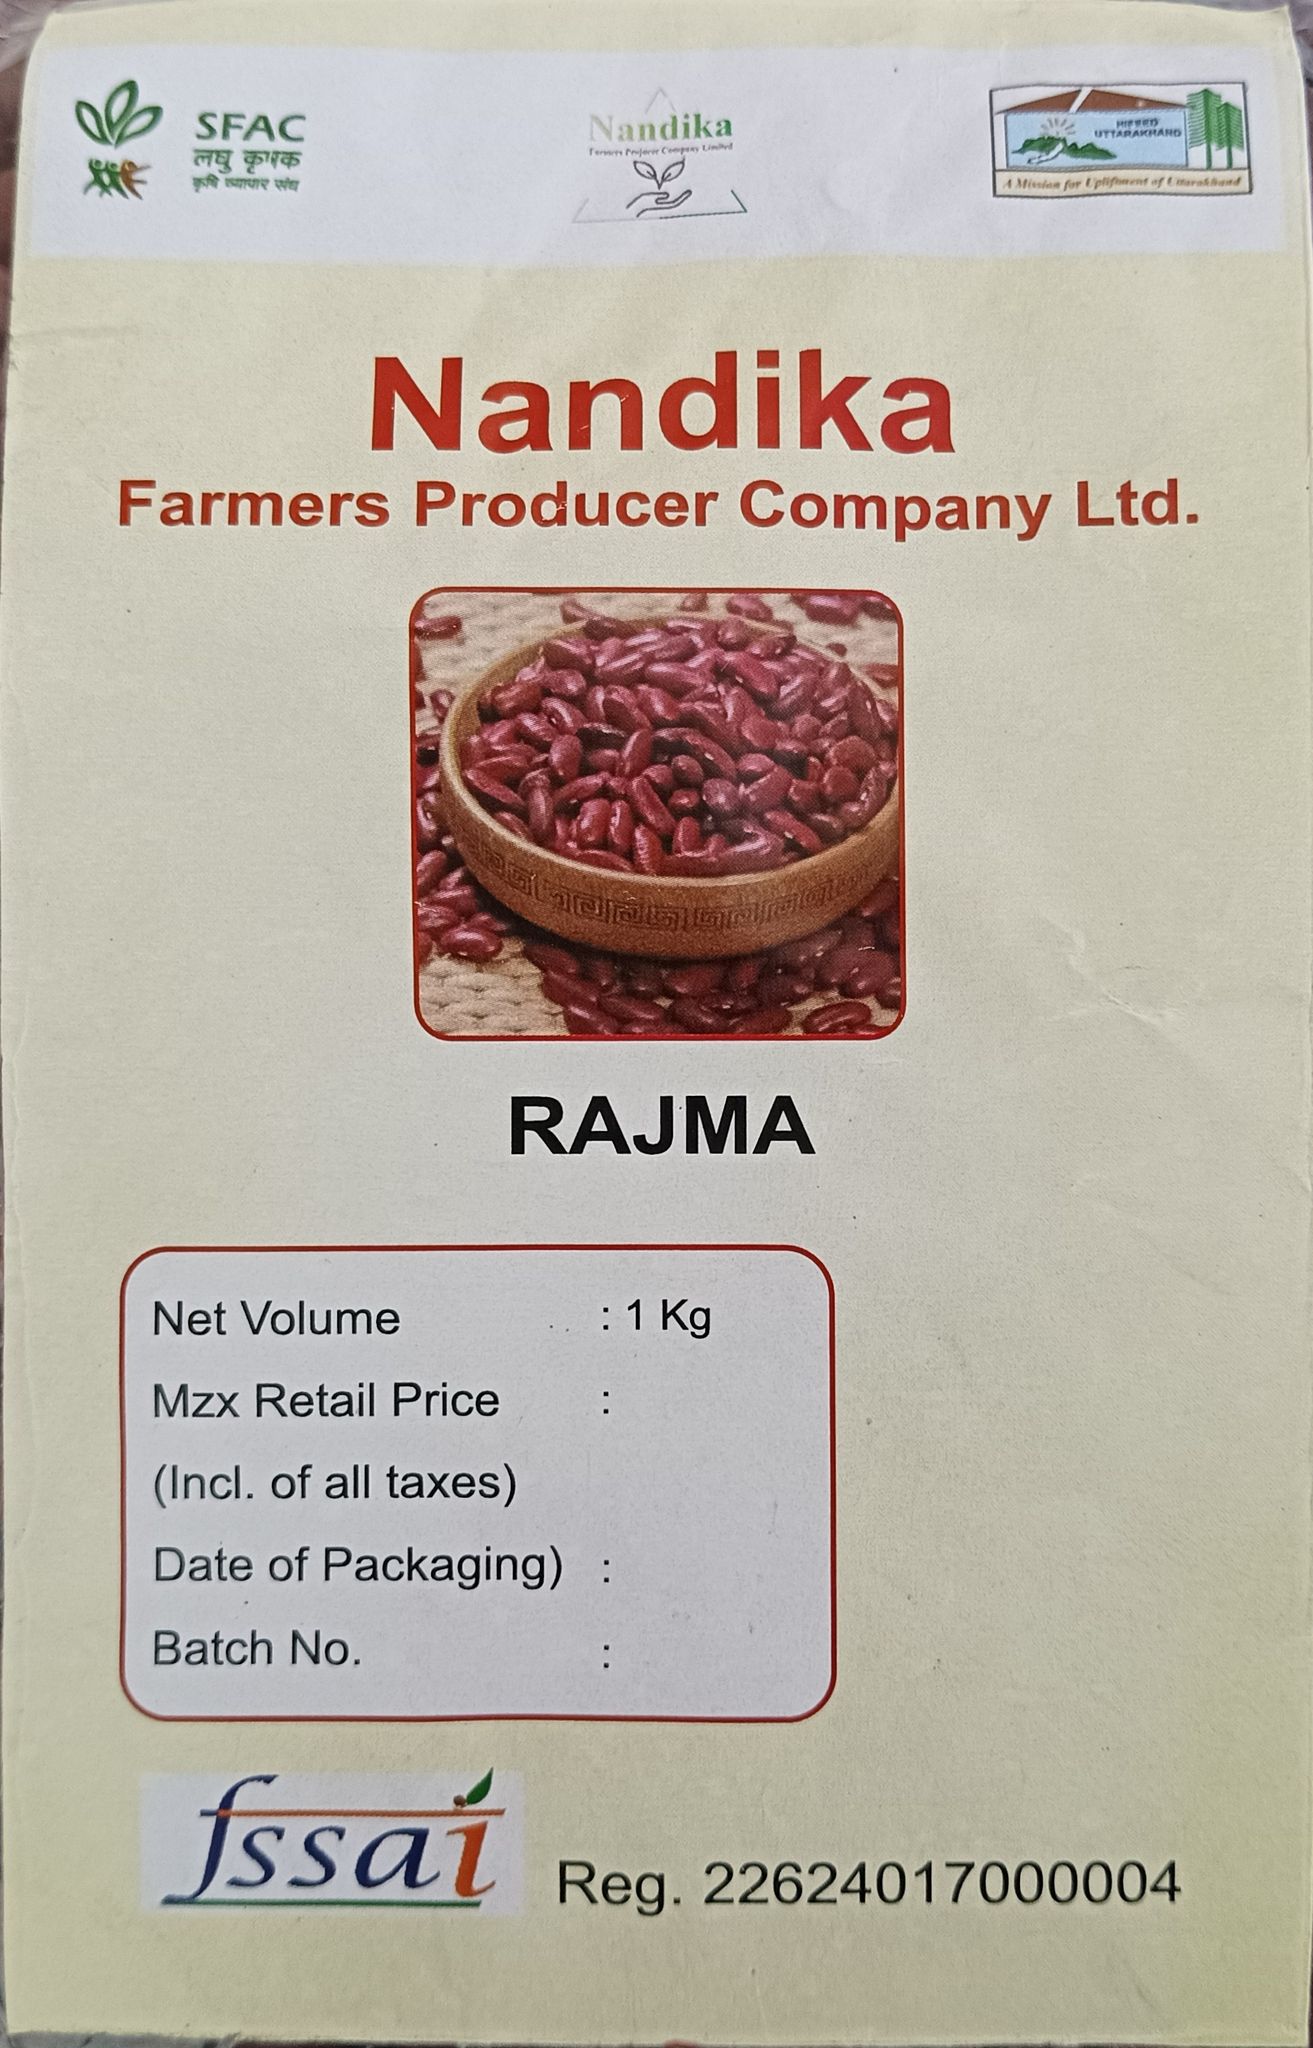 SFAC
लघु कृषक
कृषि व्यापार संघ
Nandika
Farmers Producer Company Limited
HIFEED
UTTARAKHAND
A Mission for Upliftment of Uttarakhand
Nandika
Farmers Producer Company Ltd.
RAJMA
Net Volume : 1 Kg
Mzx Retail Price :
(Incl. of all taxes)
Date of Packaging) :
Batch No. :
fssai
Reg. 22624017000004